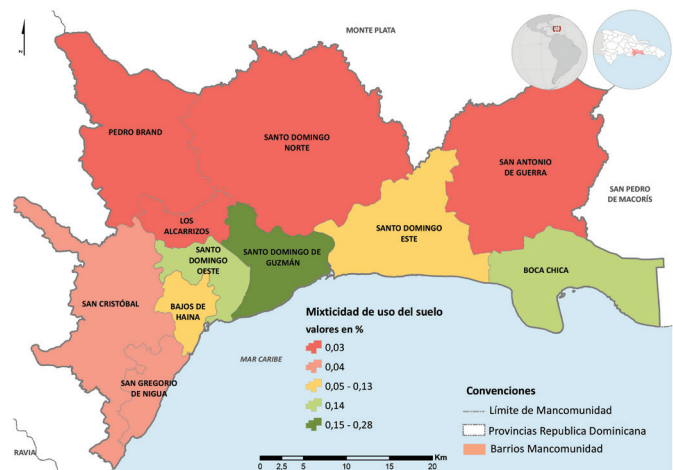 MONTE PLATA
N
PEDRO BRAND
SANTO DOMINGO
NORTE
SAN ANTONIO
DE GUERRA
SAN PEDRO
DE MACORÍS
LOS
ALCARRIZOS
SANTO DOMINGO
ESTE
SANTO
DOMINGO
OESTE
SANTO DOMINGO DE
GUZMÁN
BOCA CHICA
SAN CRISTÓBAL
BAJOS DE
HAINA
MAR CARIBE
SAN GREGORIO
DE NIGUA
RAVIA
Mixticidad de uso del suelo
valores en %
0,03
0,04
0,05 - 0,13
0,14
0,15 - 0,28
Convenciones
Límite de Mancomunidad
Provincias Republica Dominicana
Barrios Mancomunidad
Km
0 2.5 5 10 15 20